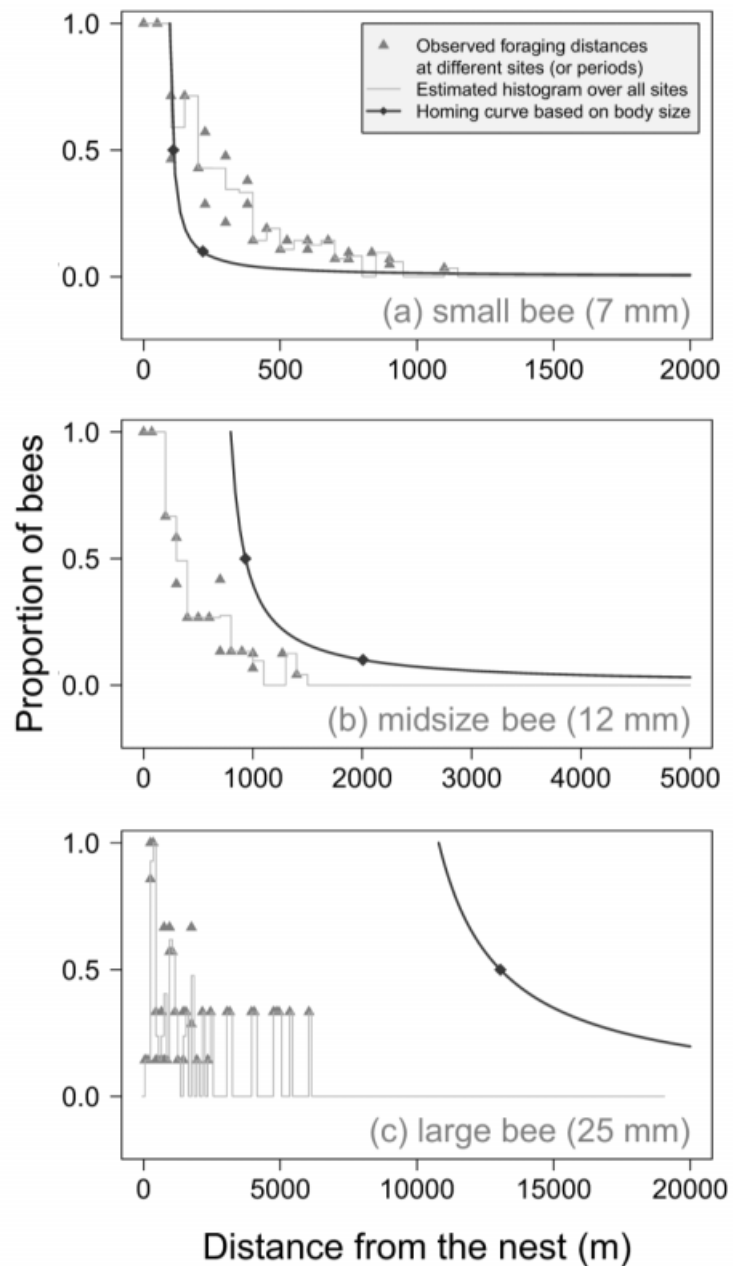 1.0
Observed foraging distances
at different sites (or periods)
Estimated histogram over all sites
Homing curve based on body size
0.5
0.0
(a) small bee (7 mm)
0 500 1000 1500 2000
Proportion of bees
1.0
0.5
0.0
(b) midsize bee (12 mm)
0 1000 2000 3000 4000 5000
1.0
0.5
0.0
(c) large bee (25 mm)
0 5000 10000 15000 20000
Distance from the nest (m)